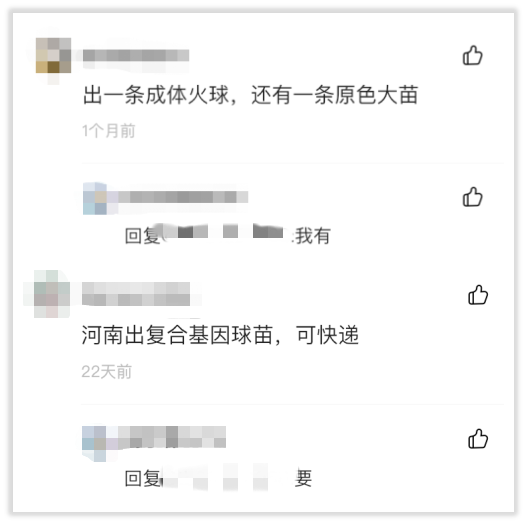 出一条成体火球，还有一条原色大苗
1个月前
回复 我有
河南出复合基因球苗，可快递
22天前
回复 要